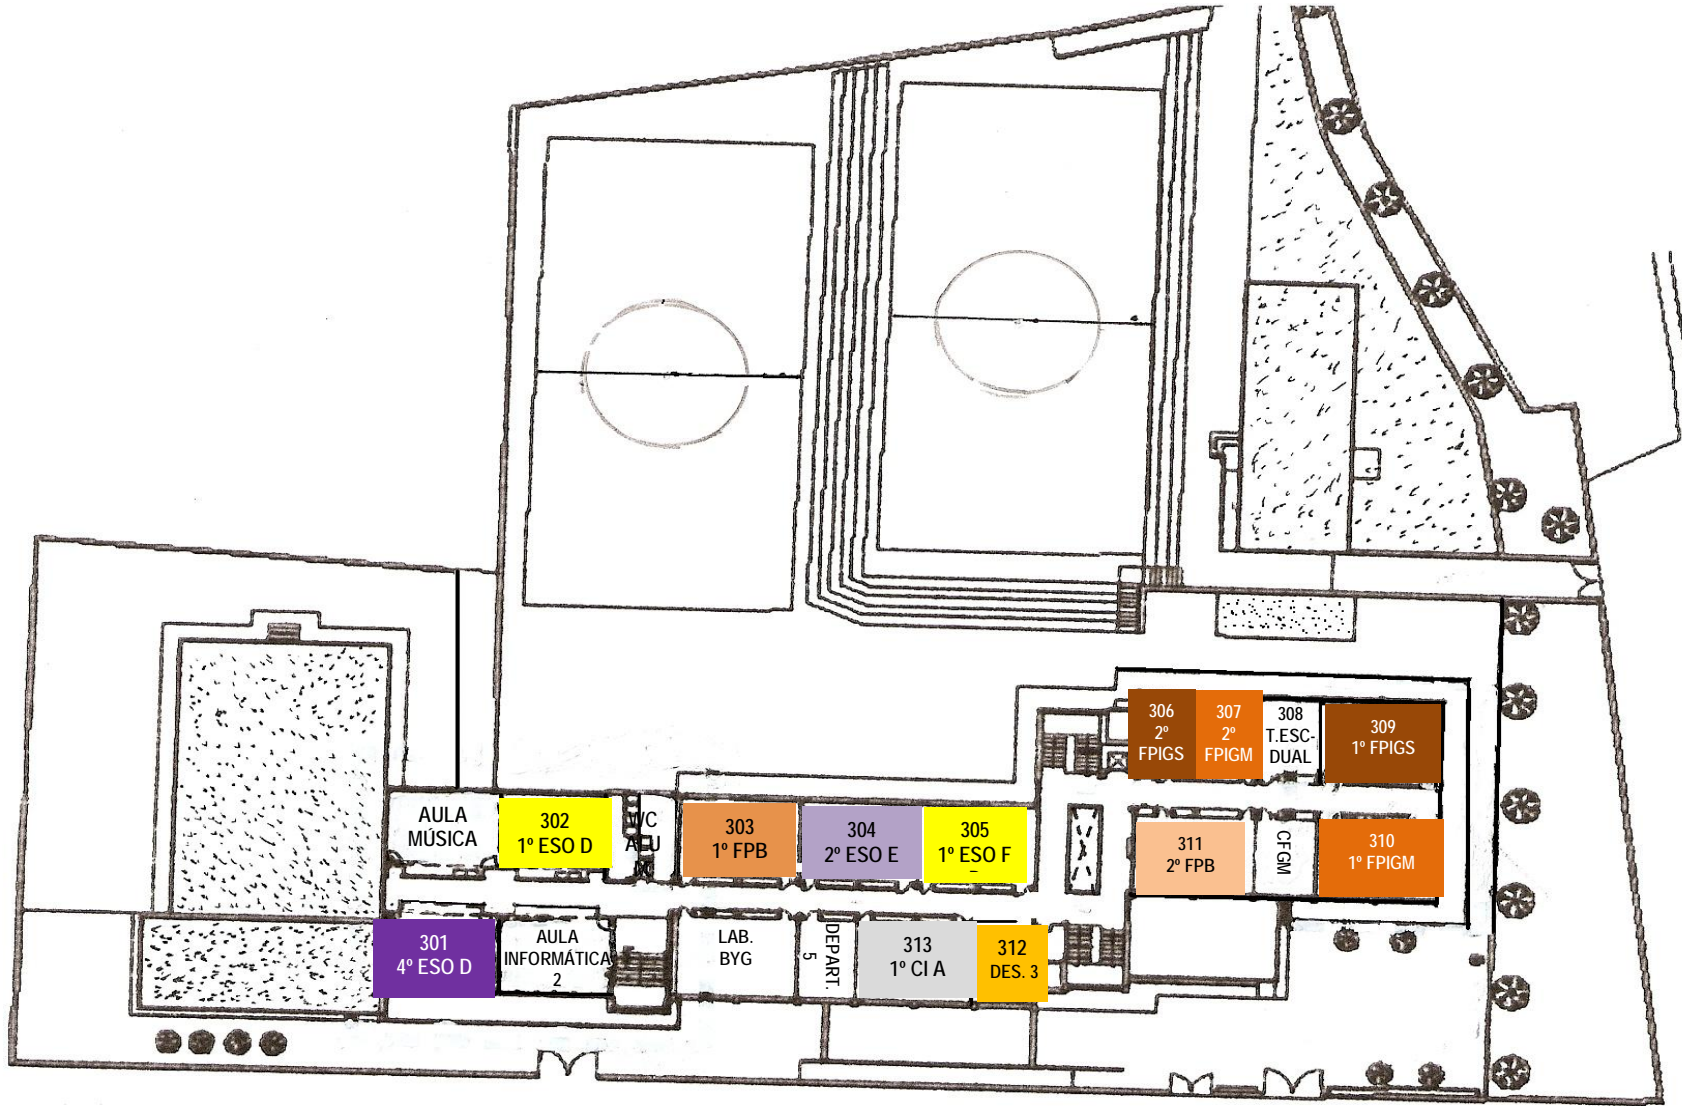 306
2º
FPIGS
307
2º
FPIGM
308
T.ESC-
DUAL
309
1º FPIGS
AULA
MÚSICA
302
1º ESO D
WC
ALU
303
1º FPB
304
2º ESO E
305
1º ESO F
311
2º FPB
CFGM
310
1º FPIGM
301
4º ESO D
AULA
INFORMÁTICA
2
LAB.
BYG
DEPART.
5
313
1º CI A
312
DES. 3